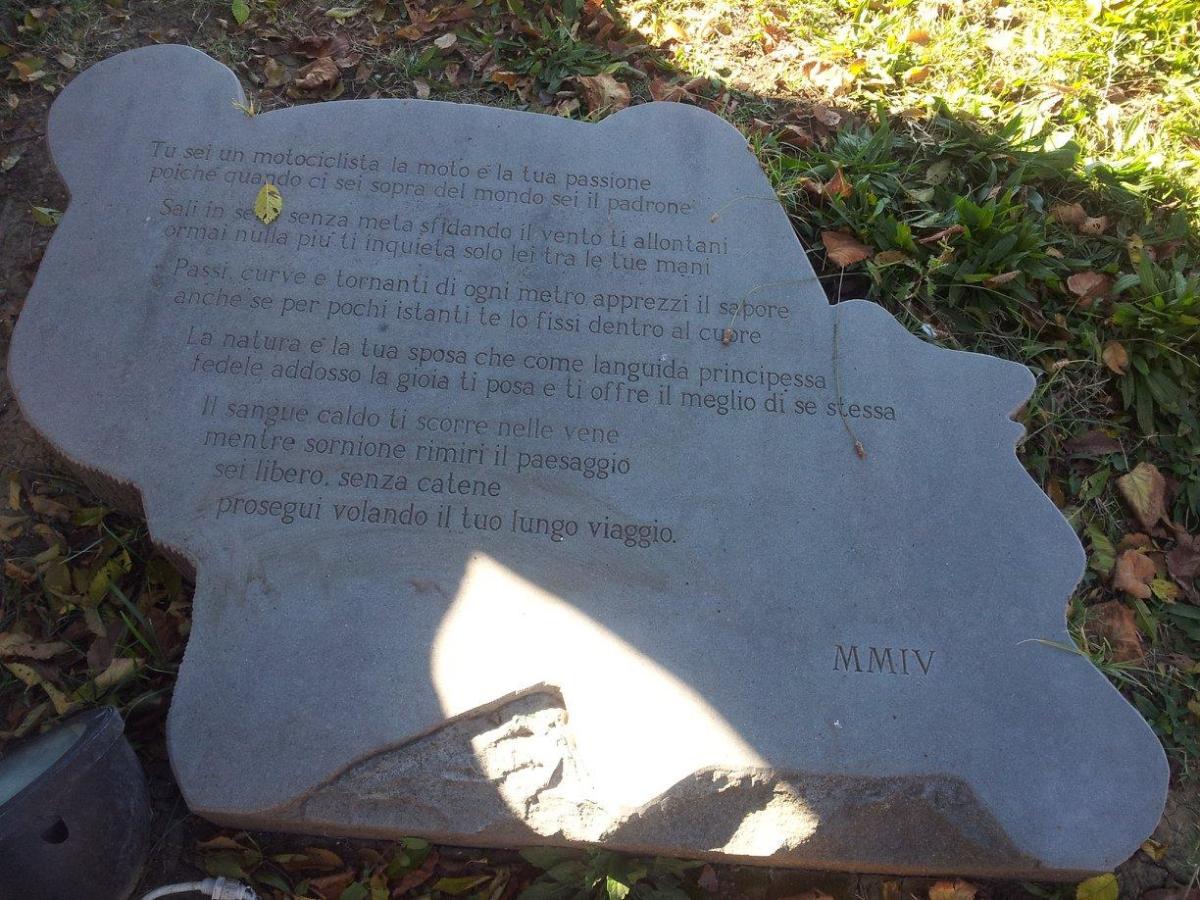 Tu sei un motociclista la moto é la tua passione
poiché quando ci sei sopra del mondo sei il padrone
Sali in senza meta sfidando il vento ti allontani
ormai nulla piu' ti inquieta solo lei tra le tue mani
Passi, curve e tornanti di ogni metro apprezzi il sapore
anche se per pochi istanti te lo fissi dentro al cuore
La natura é la tua sposa che come languida principessa
fedele addosso la gioia ti posa e ti offre il meglio di se stessa
Il sangue caldo ti scorre nelle vene
mentre sornione rimiri il paesaggio
sei libero, senza catene
prosegui volando il tuo lungo viaggio.
MMIV